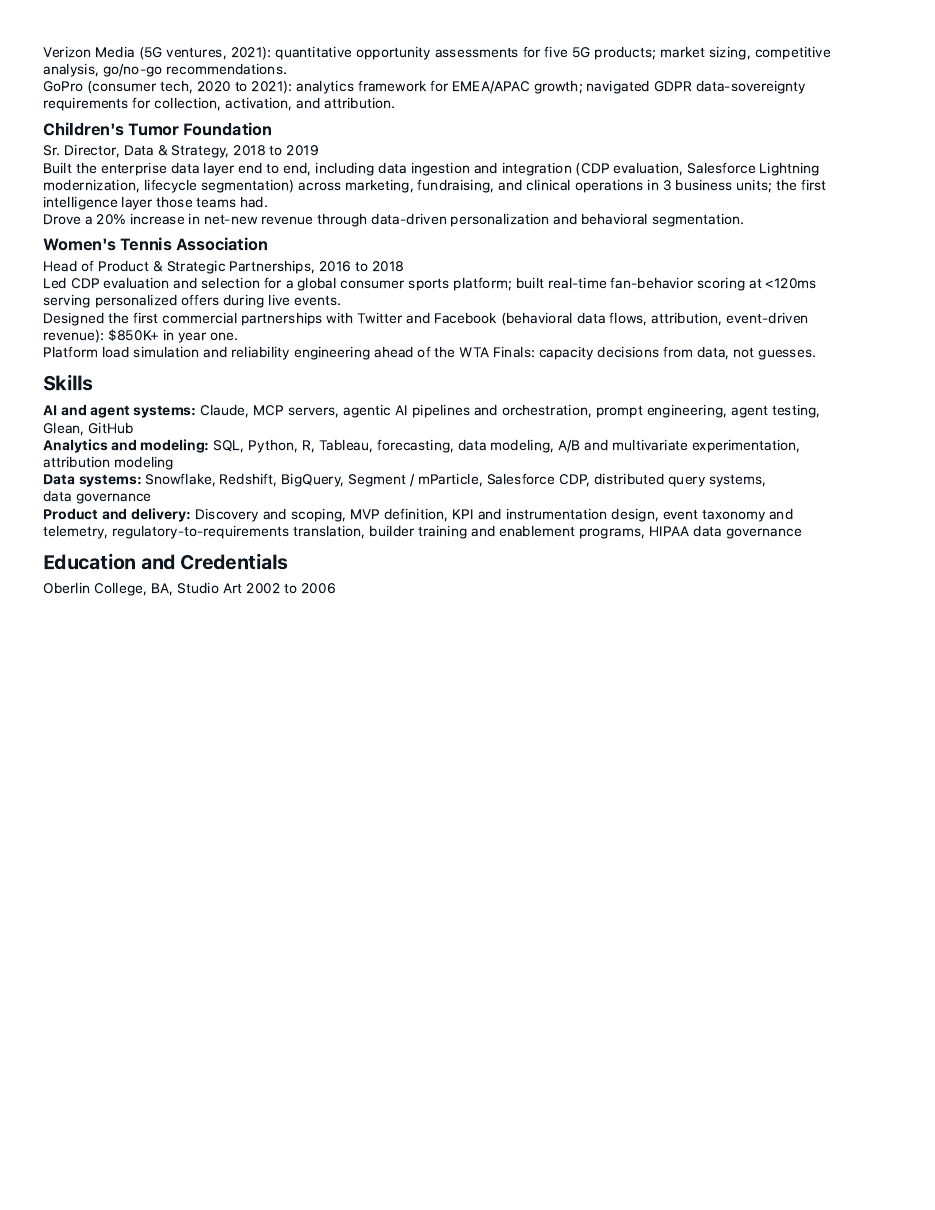 Verizon Media (5G ventures, 2021): quantitative opportunity assessments for five 5G products; market sizing, competitive
analysis, go/no-go recommendations.
GoPro (consumer tech, 2020 to 2021): analytics framework for EMEA/APAC growth; navigated GDPR data-sovereignty
requirements for collection, activation, and attribution.
Children's Tumor Foundation
Sr. Director, Data & Strategy, 2018 to 2019
Built the enterprise data layer end to end, including data ingestion and integration (CDP evaluation, Salesforce Lightning
modernization, lifecycle segmentation) across marketing, fundraising, and clinical operations in 3 business units; the first
intelligence layer those teams had.
Drove a 20% increase in net-new revenue through data-driven personalization and behavioral segmentation.
Women's Tennis Association
Head of Product & Strategic Partnerships, 2016 to 2018
Led CDP evaluation and selection for a global consumer sports platform; built real-time fan-behavior scoring at <120ms
serving personalized offers during live events.
Designed the first commercial partnerships with Twitter and Facebook (behavioral data flows, attribution, event-driven
revenue): $850K+ in year one.
Platform load simulation and reliability engineering ahead of the WTA Finals: capacity decisions from data, not guesses.
Skills
AI and agent systems: Claude, MCP servers, agentic AI pipelines and orchestration, prompt engineering, agent testing,
Glean, GitHub
Analytics and modeling: SQL, Python, R, Tableau, forecasting, data modeling, A/B and multivariate experimentation,
attribution modeling
Data systems: Snowflake, Redshift, BigQuery, Segment / mParticle, Salesforce CDP, distributed query systems,
data governance
Product and delivery: Discovery and scoping, MVP definition, KPI and instrumentation design, event taxonomy and
telemetry, regulatory-to-requirements translation, builder training and enablement programs, HIPAA data governance
Education and Credentials
Oberlin College, BA, Studio Art 2002 to 2006